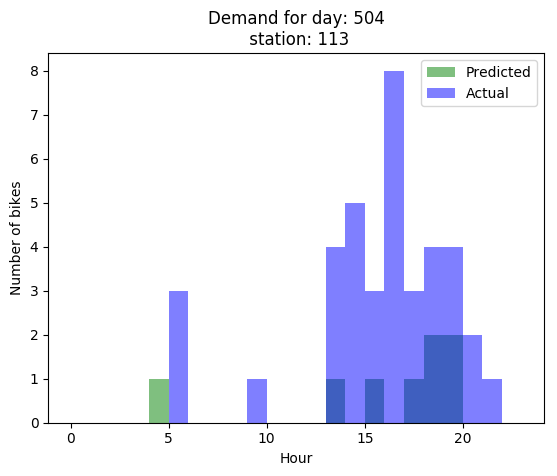 Demand for day: 504
station: 113
Predicted
Actual
Number of bikes
8
7
6
5
4
3
2
1
0
0
5
10
15
20
Hour